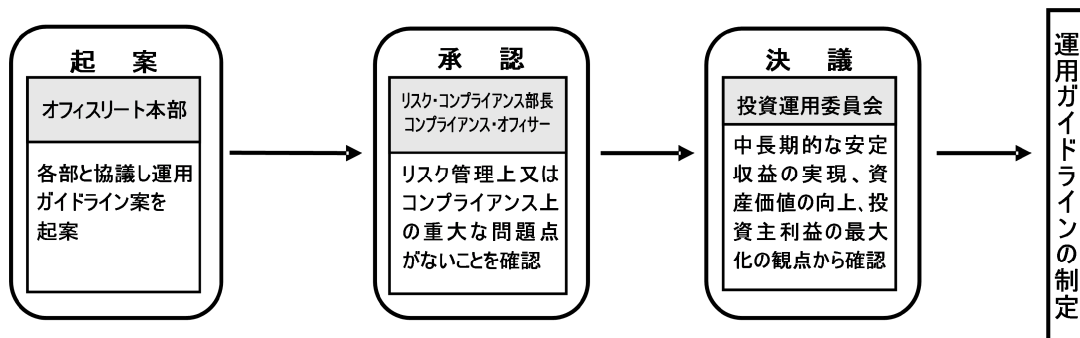 起 案
オフィスリート本部
各部と協議し運用
ガイドライン案を
起案
承 認
リスク・コンプライアンス部長
コンプライアンス・オフィサー
リスク管理上又は
コンプライアンス上
の重大な問題点
がないことを確認
決 議
投資運用委員会
中長期的な安定
収益の実現、資
産価値の向上、投
資主利益の最大
化の観点から確認
運用ガイドラインの制定